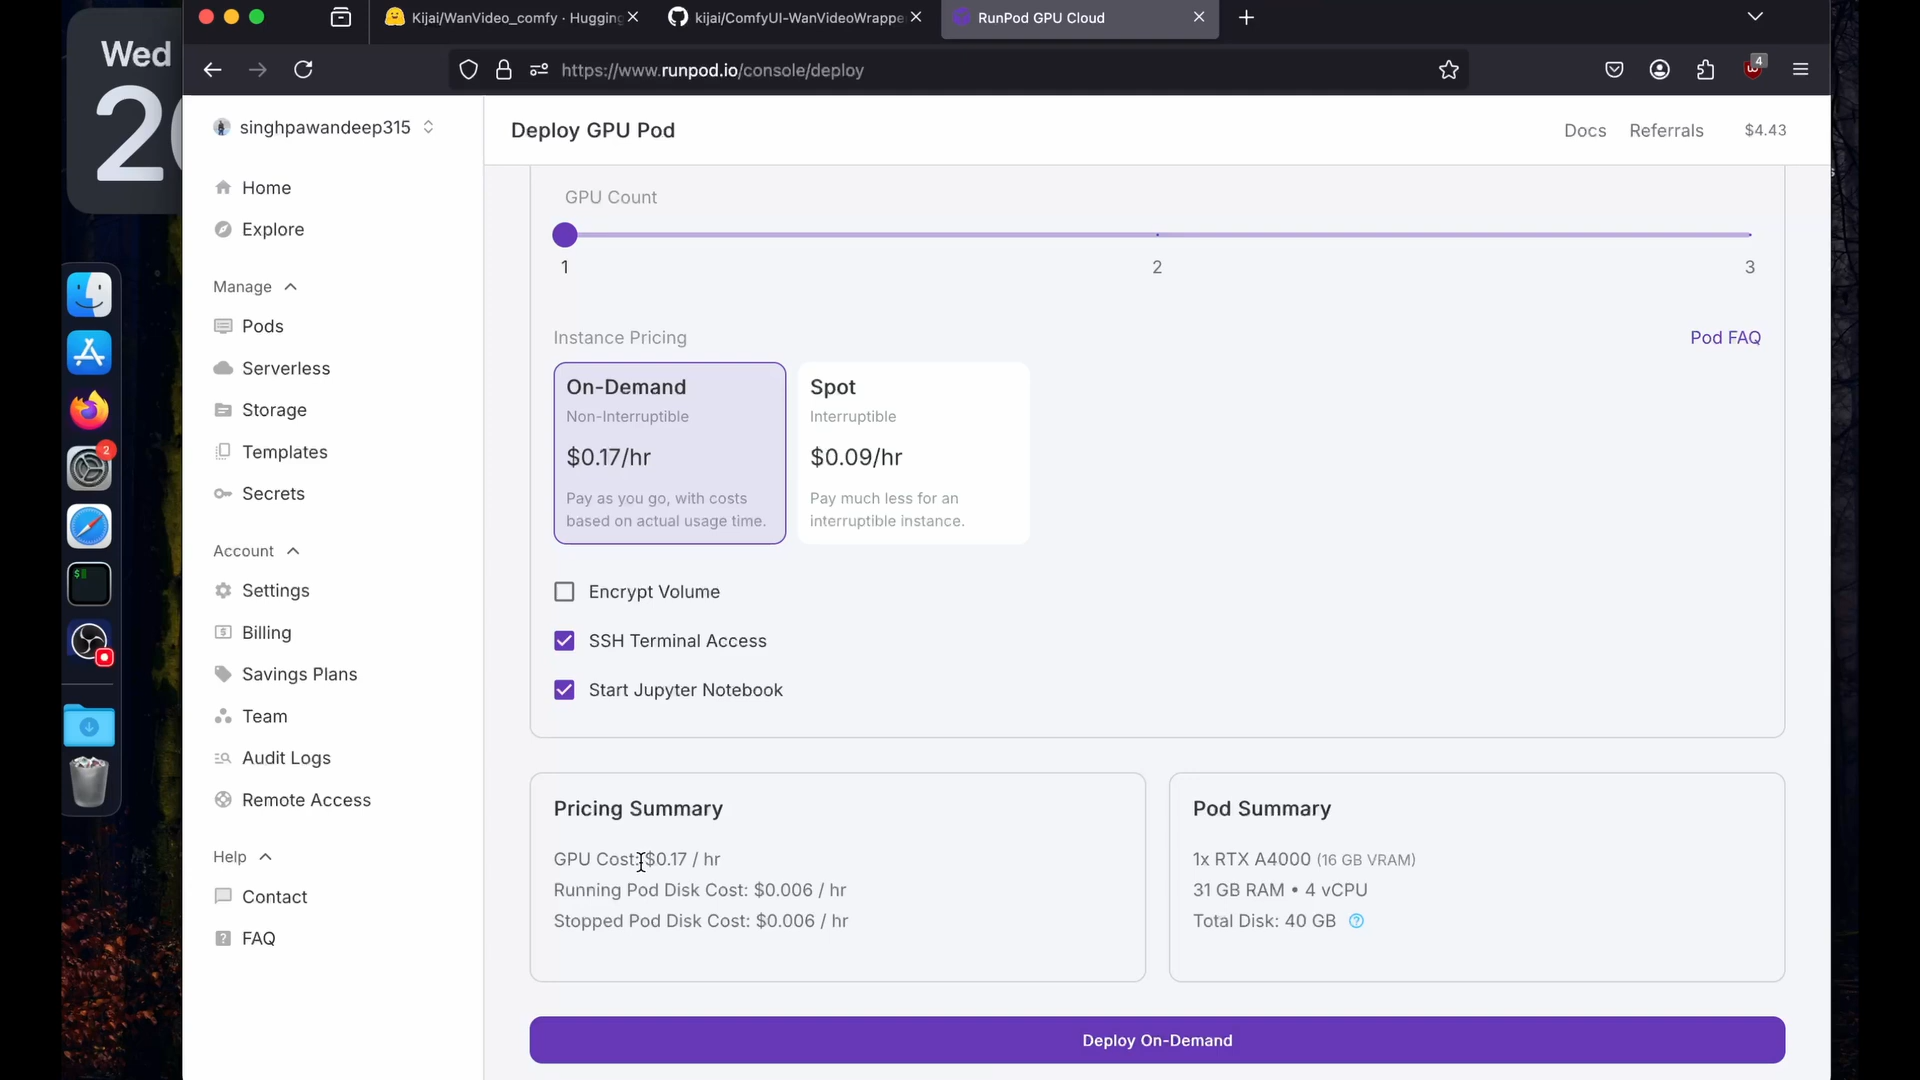 Wed
Kijai/WanVideo_comfy · Hugging
kijai/ComfyUI-WanVideoWrappe
RunPod GPU Cloud
https://www.runpod.io/console/deploy
4
singhpawandeep315
Deploy GPU Pod
Docs
Referrals
$4.43
Home
Explore
Manage
Pods
Serverless
Storage
Templates
Secrets
Account
Settings
Billing
Savings Plans
Team
Audit Logs
Remote Access
Help
Contact
FAQ
2
GPU Count
1
2
3
Instance Pricing
Pod FAQ
On-Demand
Non-Interruptible
$0.17/hr
Pay as you go, with costs
based on actual usage time.
Spot
Interruptible
$0.09/hr
Pay much less for an
interruptible instance.
Encrypt Volume
SSH Terminal Access
Start Jupyter Notebook
Pricing Summary
GPU Cost: $0.17 / hr
Running Pod Disk Cost: $0.006 / hr
Stopped Pod Disk Cost: $0.006 / hr
Pod Summary
1x RTX A4000 (16 GB VRAM)
31 GB RAM • 4 vCPU
Total Disk: 40 GB
Deploy On-Demand